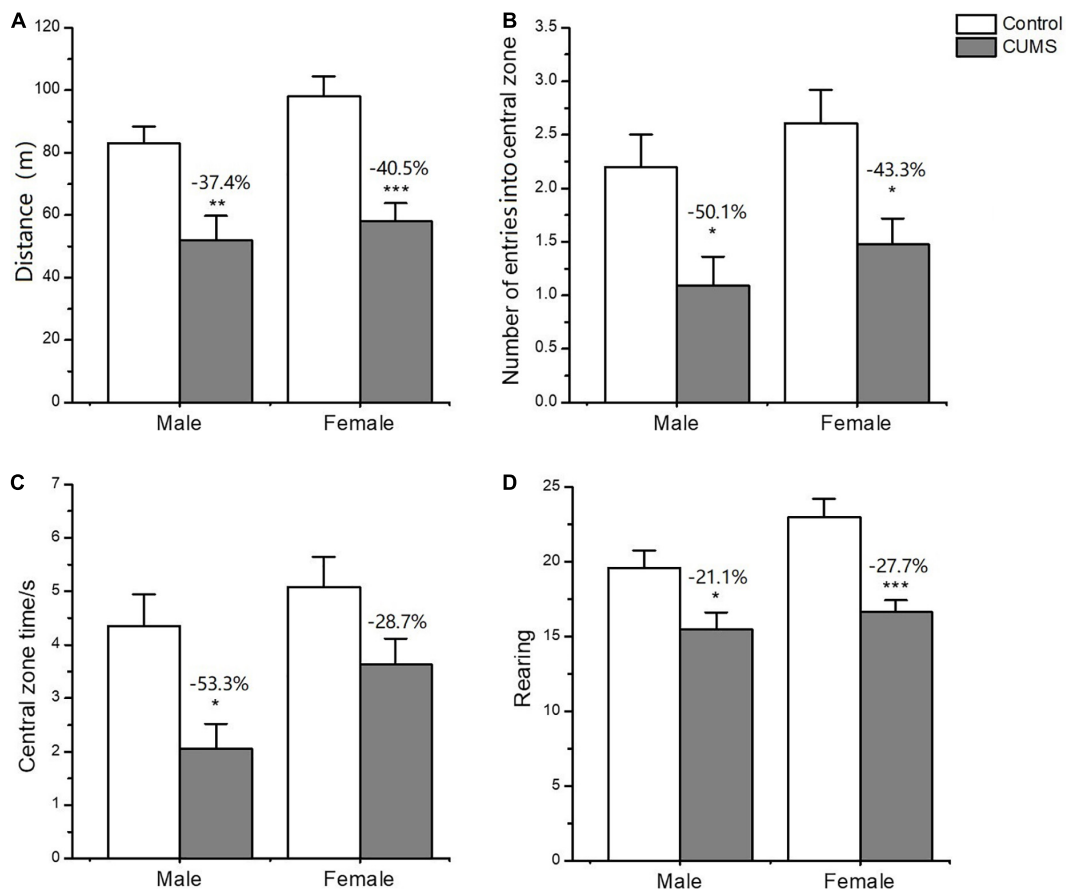 A
120
100
80
60
40
20
0
Distance (m)
-37.4%
**
-40.5%
***
Male
Female
B
3.5
3.0
2.5
2.0
1.5
1.0
0.5
0.0
Number of entries into central zone
-50.1%
*
-43.3%
*
Male
Female
Control
CUMS
C
7
6
5
4
3
2
1
0
Central zone time/s
-53.3%
*
-28.7%
Male
Female
D
25
20
15
10
5
0
Rearing
-21.1%
*
-27.7%
***
Male
Female